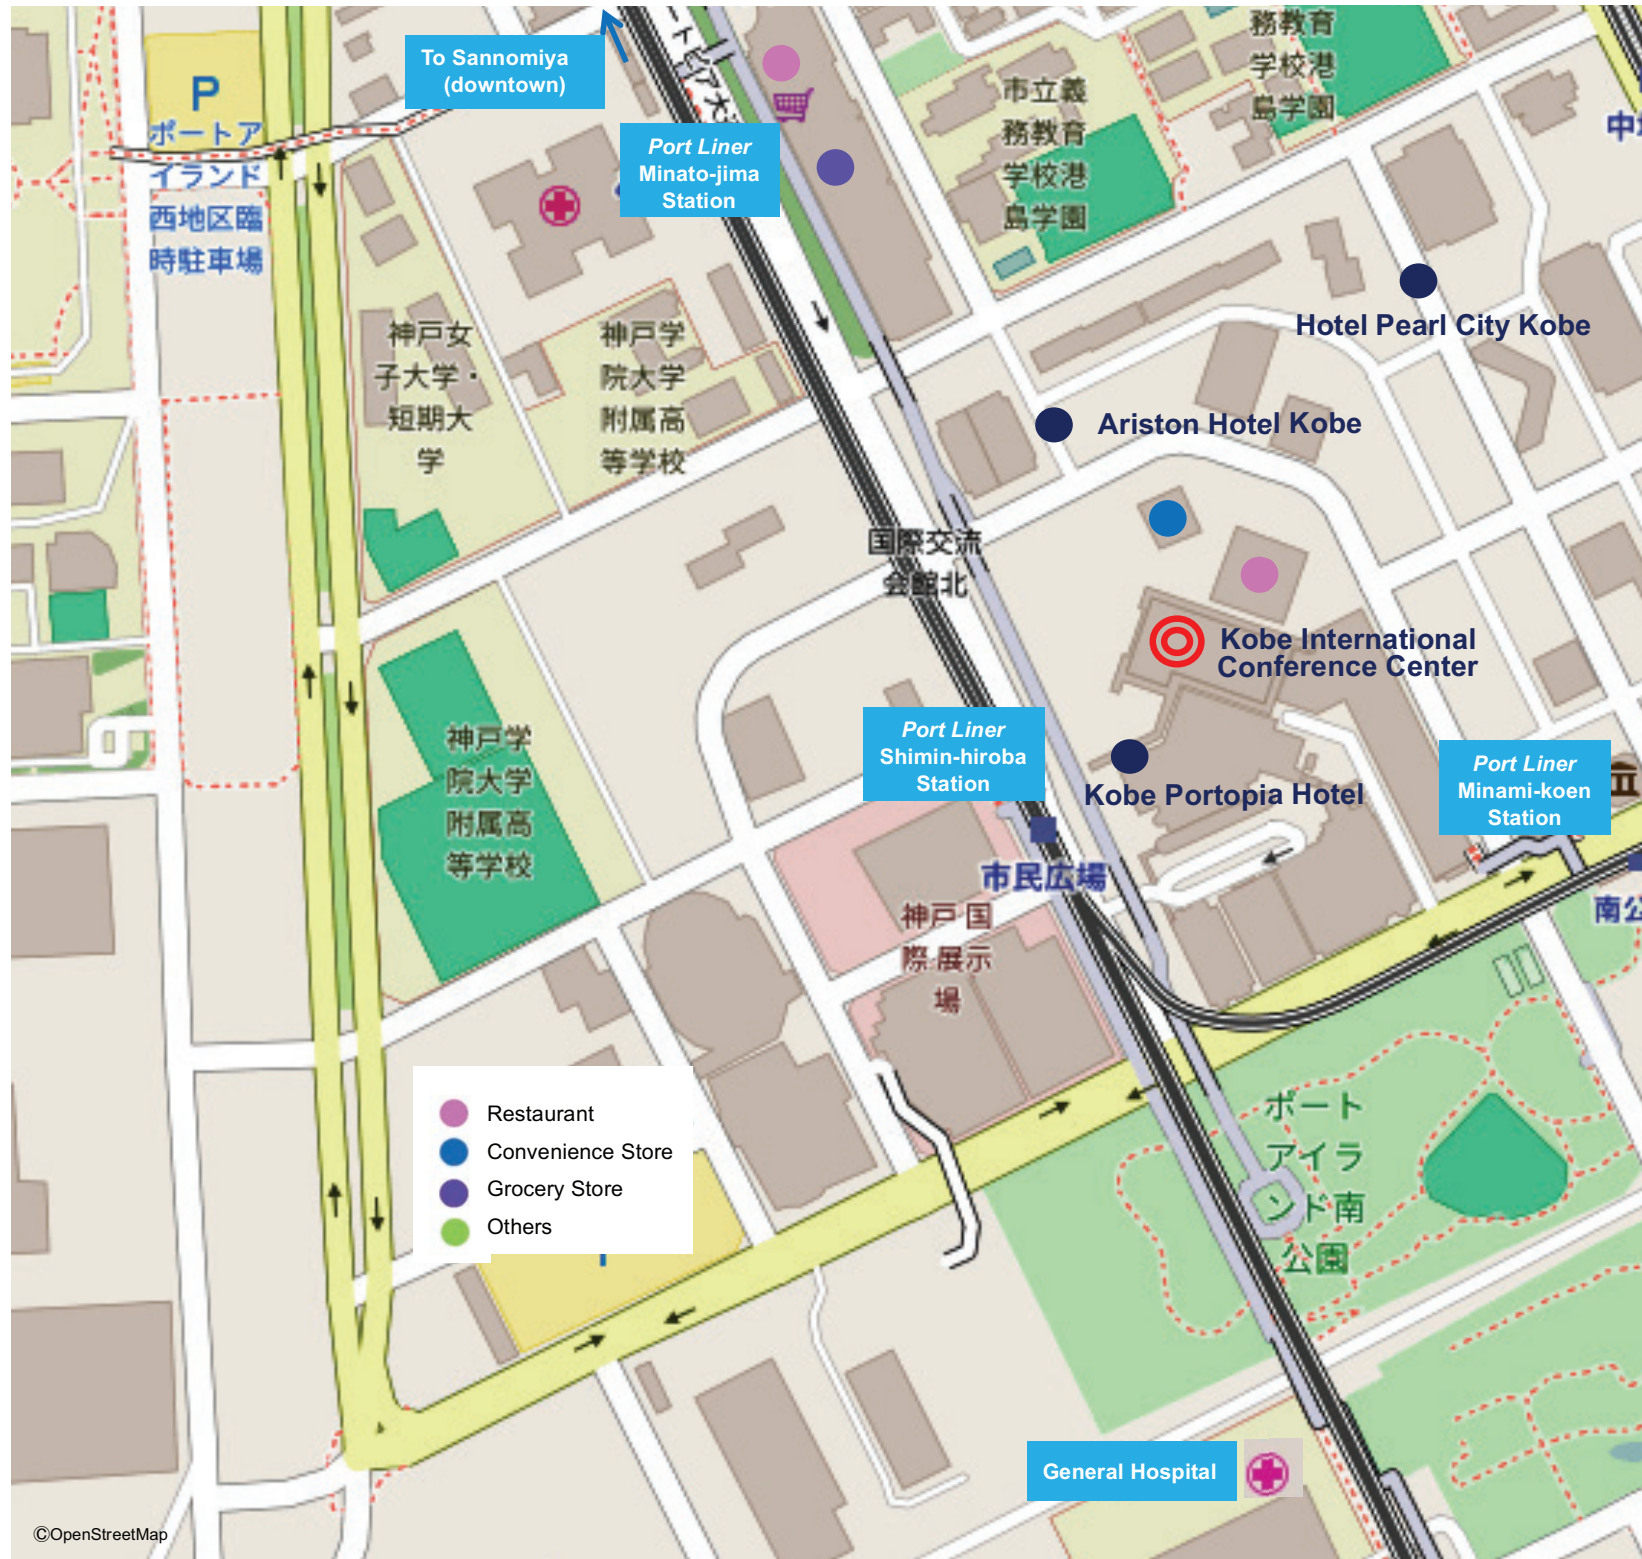 To Sannomiya
(downtown)
P
ポートア
イランド
西地区臨
時駐車場
Port Liner
Minato-jima
Station
市立義
務教育
学校港
島学園
務教育
学校港
島学園
Hotel Pearl City Kobe
神戸女
子大学・
短期大
学
神戸学
院大学
附属高
等学校
Ariston Hotel Kobe
国際交流
会館北
Kobe International
Conference Center
神戸学
院大学
附属高
等学校
Port Liner
Shimin-hiroba
Station
Kobe Portopia Hotel
Port Liner
Minami-koen
Station
市民広場
神戸国
際展示
場
南公
Restaurant
Convenience Store
Grocery Store
Others
ポート
アイラ
ンド南
公園
General Hospital
©OpenStreetMap